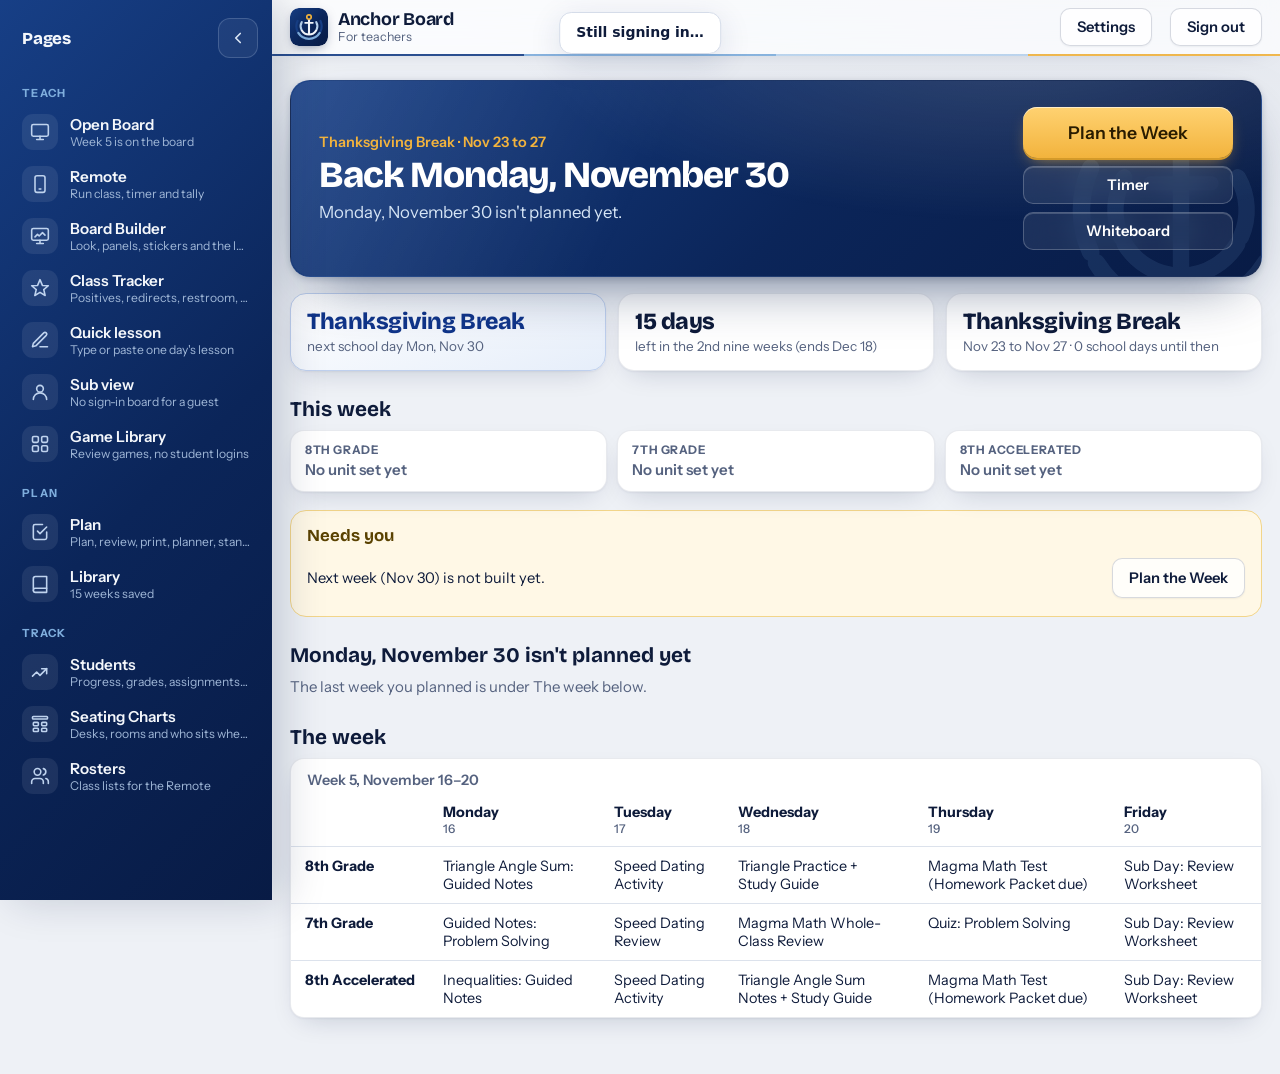 Pages
TEACH
Open Board
Week 5 is on the board
Remote
Run class, timer and tally
Board Builder
Look, panels, stickers and the l...
Class Tracker
Positives, redirects, restroom, ...
Quick lesson
Type or paste one day's lesson
Sub view
No sign-in board for a guest
Game Library
Review games, no student logins
PLAN
Plan
Plan, review, print, planner, stan...
Library
15 weeks saved
TRACK
Students
Progress, grades, assignments...
Seating Charts
Desks, rooms and who sits whe...
Rosters
Class lists for the Remote
Anchor Board
For teachers
Still signing in...
Settings
Sign out
Thanksgiving Break · Nov 23 to 27
Back Monday, November 30
Monday, November 30 isn't planned yet.
Plan the Week
Timer
Whiteboard
Thanksgiving Break
next school day Mon, Nov 30
15 days
left in the 2nd nine weeks (ends Dec 18)
Thanksgiving Break
Nov 23 to Nov 27 · 0 school days until then
This week
8TH GRADE
No unit set yet
7TH GRADE
No unit set yet
8TH ACCELERATED
No unit set yet
Needs you
Next week (Nov 30) is not built yet.
Plan the Week
Monday, November 30 isn't planned yet
The last week you planned is under The week below.
The week
Week 5, November 16–20
Monday Tuesday Wednesday Thursday Friday
16 17 18 19 20
8th Grade
Triangle Angle Sum:
Guided Notes
Speed Dating
Activity
Triangle Practice +
Study Guide
Magma Math Test
(Homework Packet due)
Sub Day: Review
Worksheet
7th Grade
Guided Notes:
Problem Solving
Speed Dating
Review
Magma Math Whole-
Class Review
Quiz: Problem Solving
Sub Day: Review
Worksheet
8th Accelerated
Inequalities: Guided
Notes
Speed Dating
Activity
Triangle Angle Sum
Notes + Study Guide
Magma Math Test
(Homework Packet due)
Sub Day: Review
Worksheet